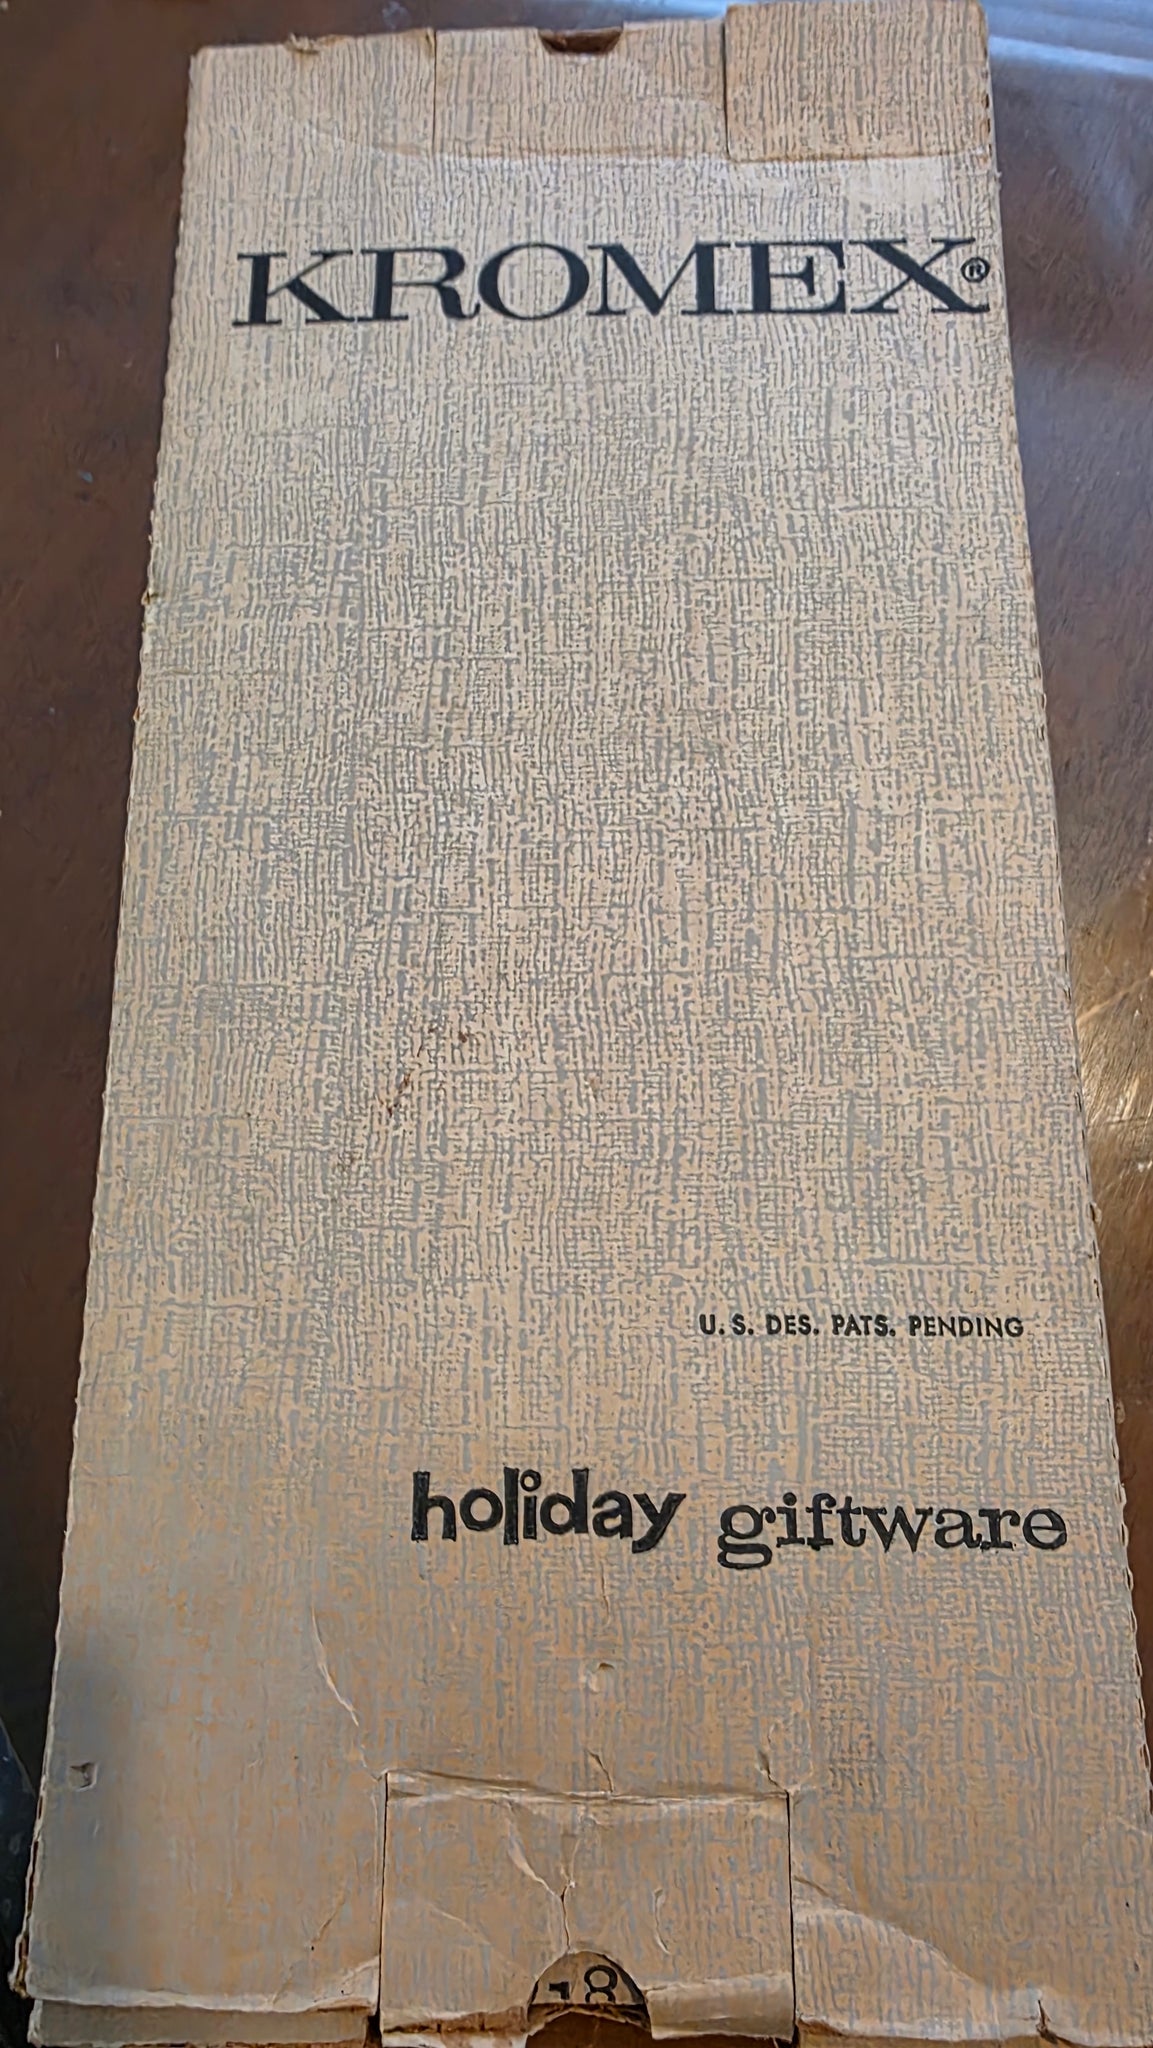 KROMEX®
U. S. DES. PATS. PENDING
holiday giftware